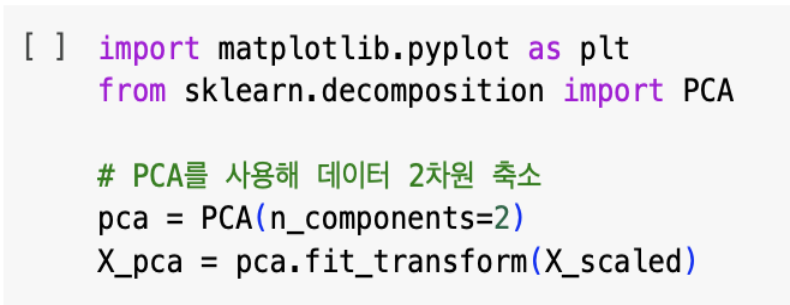 [ ] import matplotlib.pyplot as plt
from sklearn.decomposition import PCA
# PCA를 사용해 데이터 2차원 축소
pca = PCA(n_components=2)
X_pca = pca.fit_transform(X_scaled)